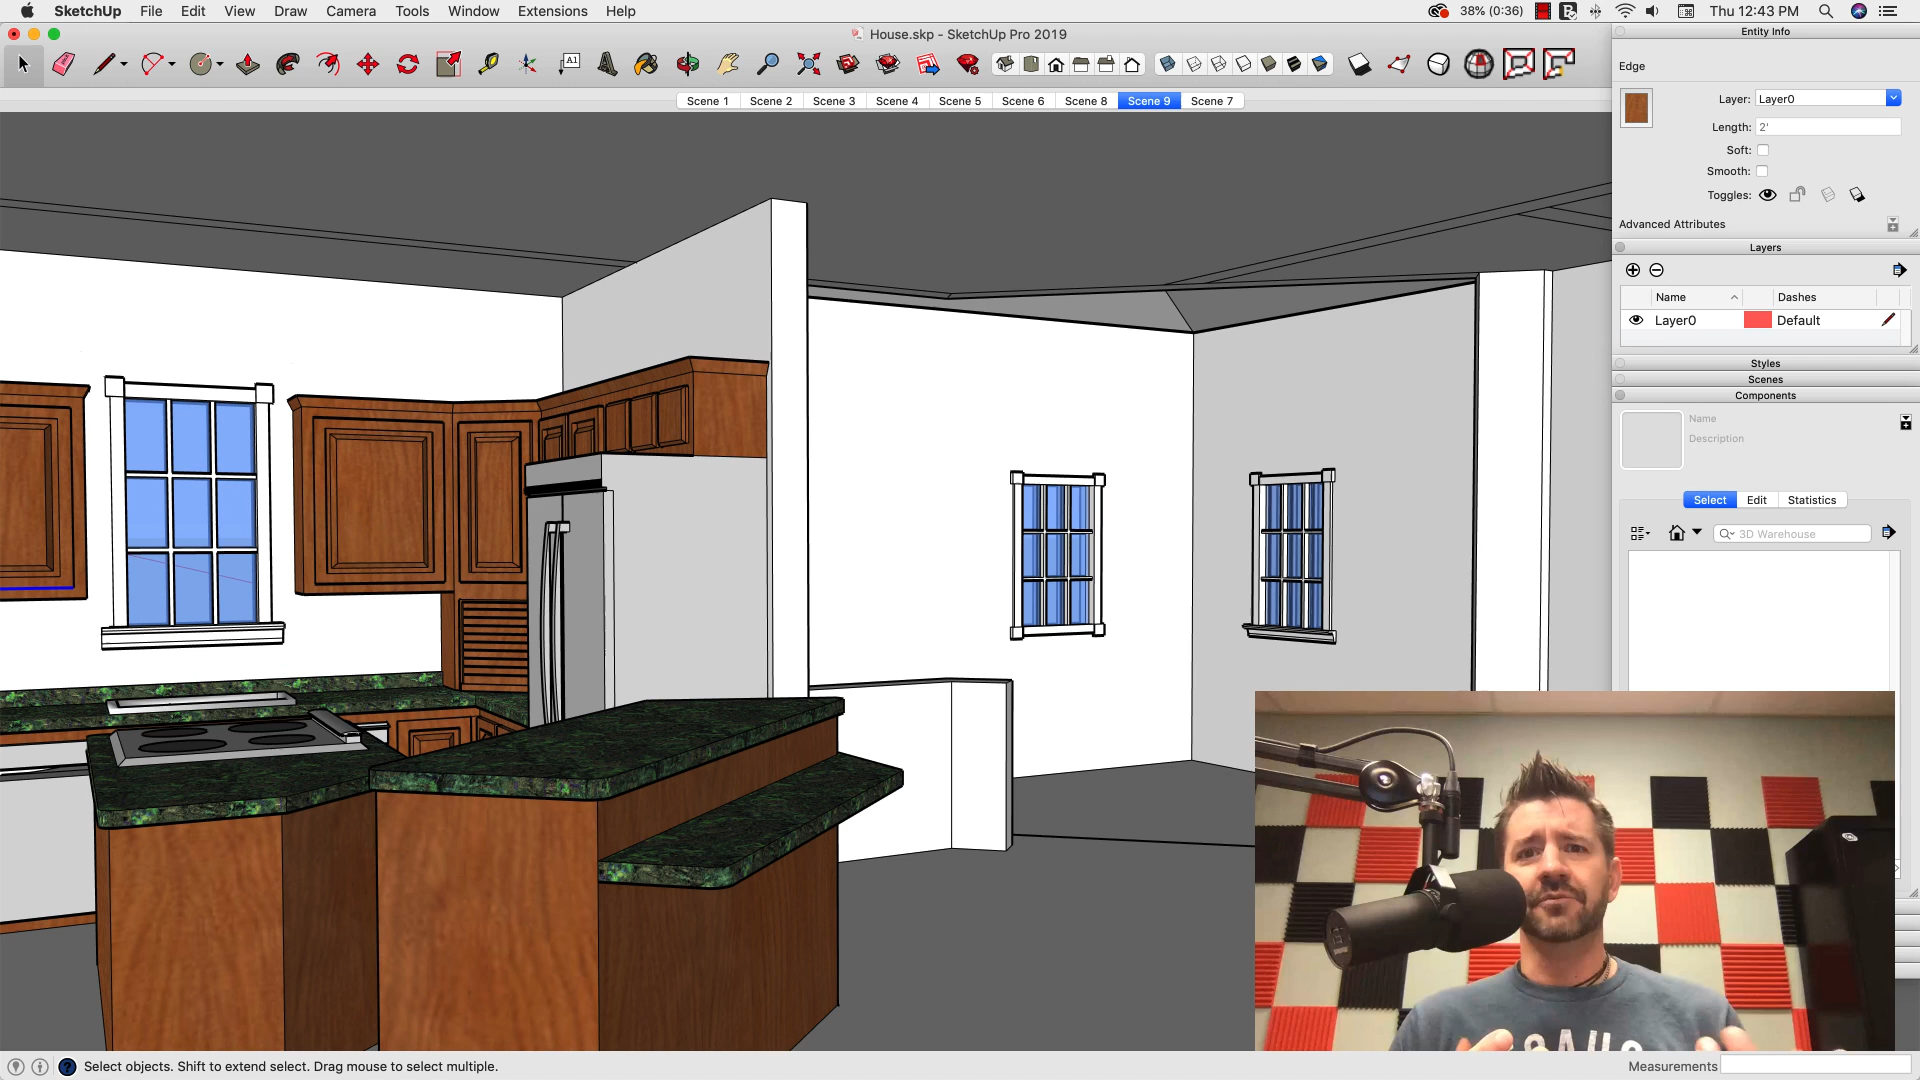 SketchUp File Edit View Draw Camera Tools Window Extensions Help
38% (0:36) Thu 12:43 PM
House.skp - SketchUp Pro 2019
A1
Scene 1 Scene 2 Scene 3 Scene 4 Scene 5 Scene 6 Scene 8 Scene 9 Scene 7
Entity Info
Edge
Layer: Layer0
Length: 2'
Soft:
Smooth:
Toggles:
Advanced Attributes
Layers
Name Dashes
Layer0 Default
Styles
Scenes
Components
Name
Description
Select Edit Statistics
3D Warehouse
Select objects. Shift to extend select. Drag mouse to select multiple.
Measurements